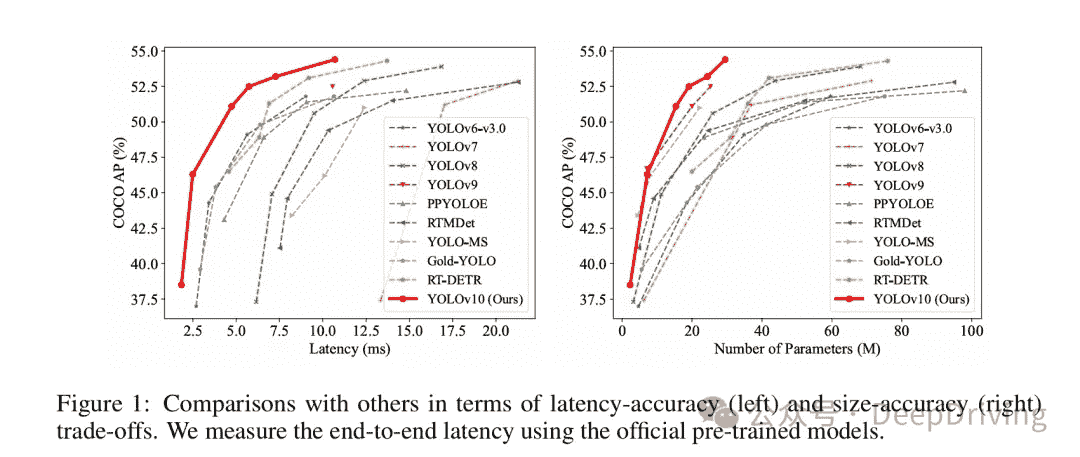 55.0
52.5
50.0
47.5
45.0
42.5
40.0
37.5
COCO AP (%)
2.5 5.0 7.5 10.0 12.5 15.0 17.5 20.0
Latency (ms)
YOLOv6-v3.0
YOLOv7
YOLOv8
YOLOv9
PPYOLOE
RTMDet
YOLO-MS
Gold-YOLO
RT-DETR
YOLOv10 (Ours)
55.0
52.5
50.0
47.5
45.0
42.5
40.0
37.5
COCO AP (%)
0 20 40 60 80 100
Number of Parameters (M)
YOLOv6-v3.0
YOLOv7
YOLOv8
YOLOv9
PPYOLOE
RTMDet
YOLO-MS
Gold-YOLO
RT-DETR
YOLOv10 (Ours)
Figure 1: Comparisons with others in terms of latency-accuracy (left) and size-accuracy (right)
trade-offs. We measure the end-to-end latency using the official pre-trained models.
公众号 · DeepDriving